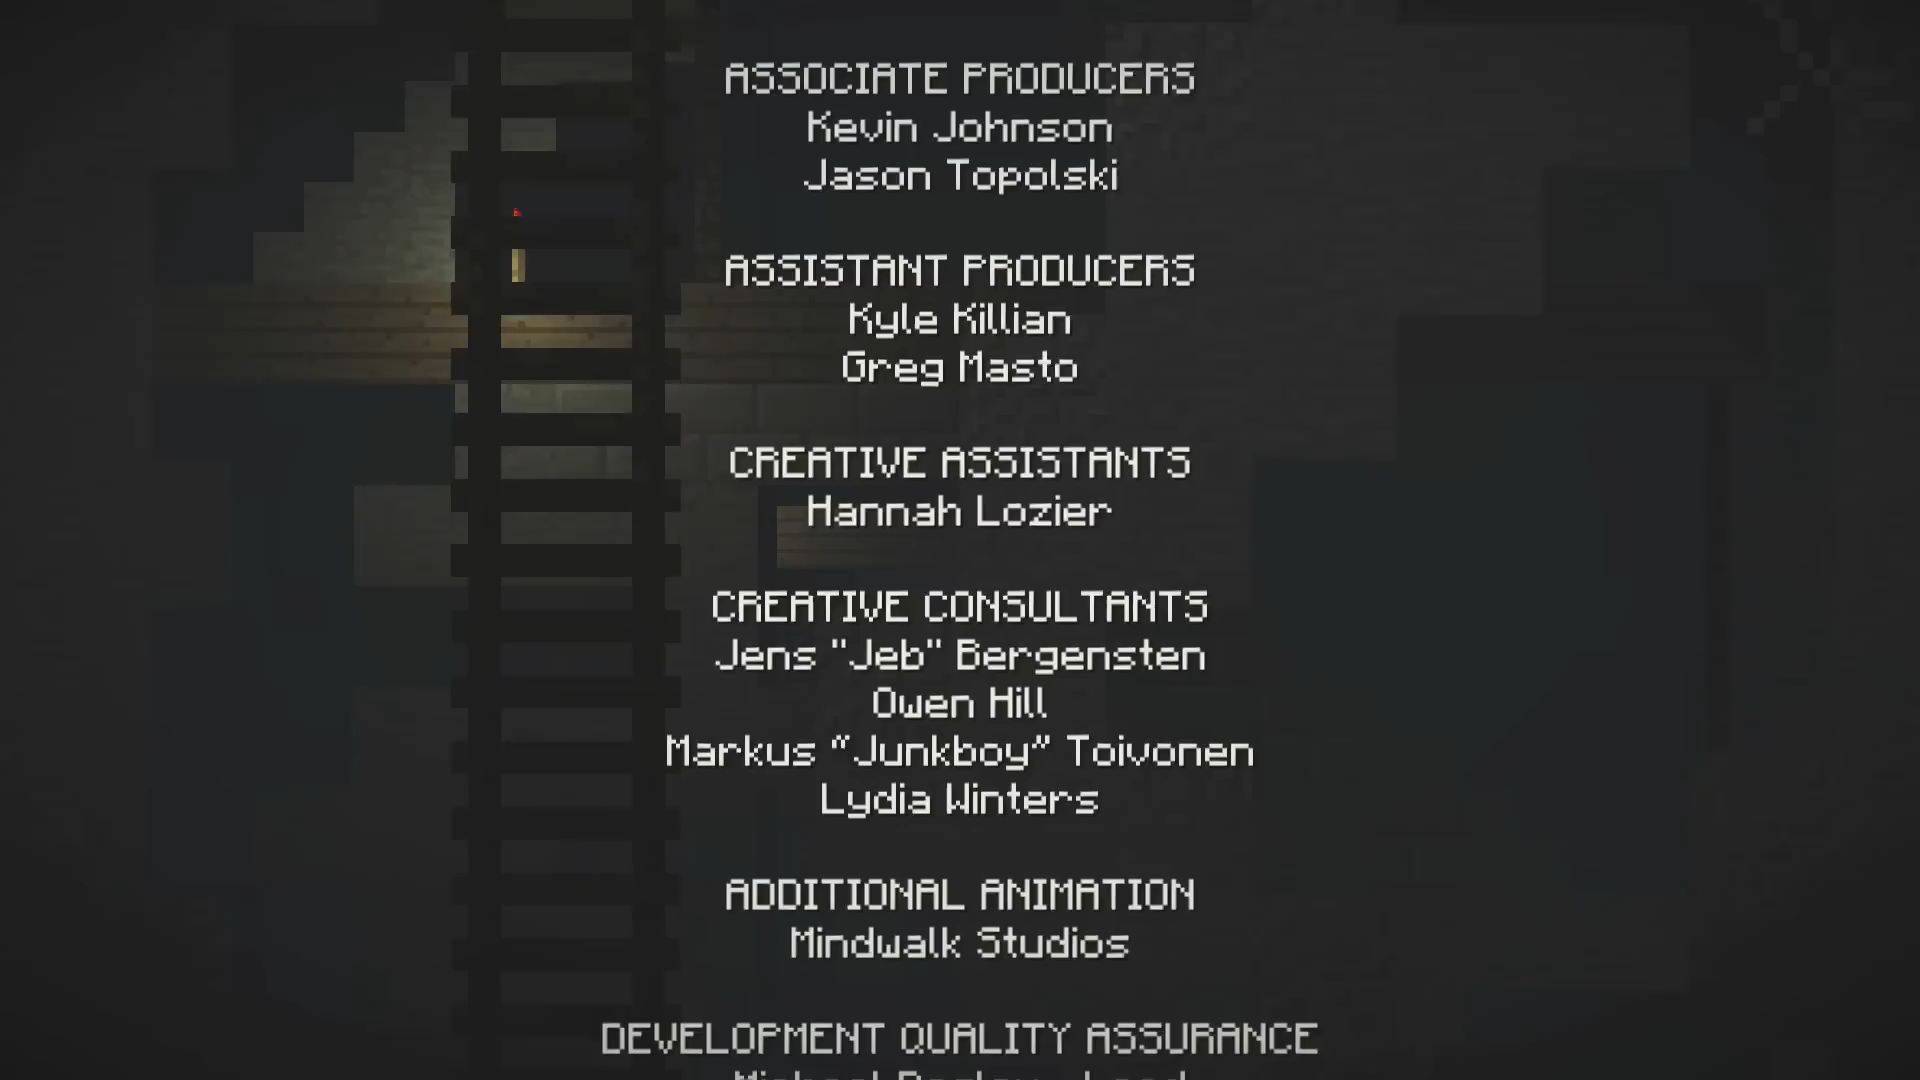 ASSOCIATE PRODUCERS
Kevin Johnson
Jason Topolski
ASSISTANT PRODUCERS
Kyle Killian
Greg Masto
CREATIVE ASSISTANTS
Hannah Lozier
CREATIVE CONSULTANTS
Jens "Jeb" Bergensten
Owen Hill
Markus “Junkboy” Toivonen
Lydia Winters
ADDITIONAL ANIMATION
Mindwalk Studios
DEVELOPMENT QUALITY ASSURANCE